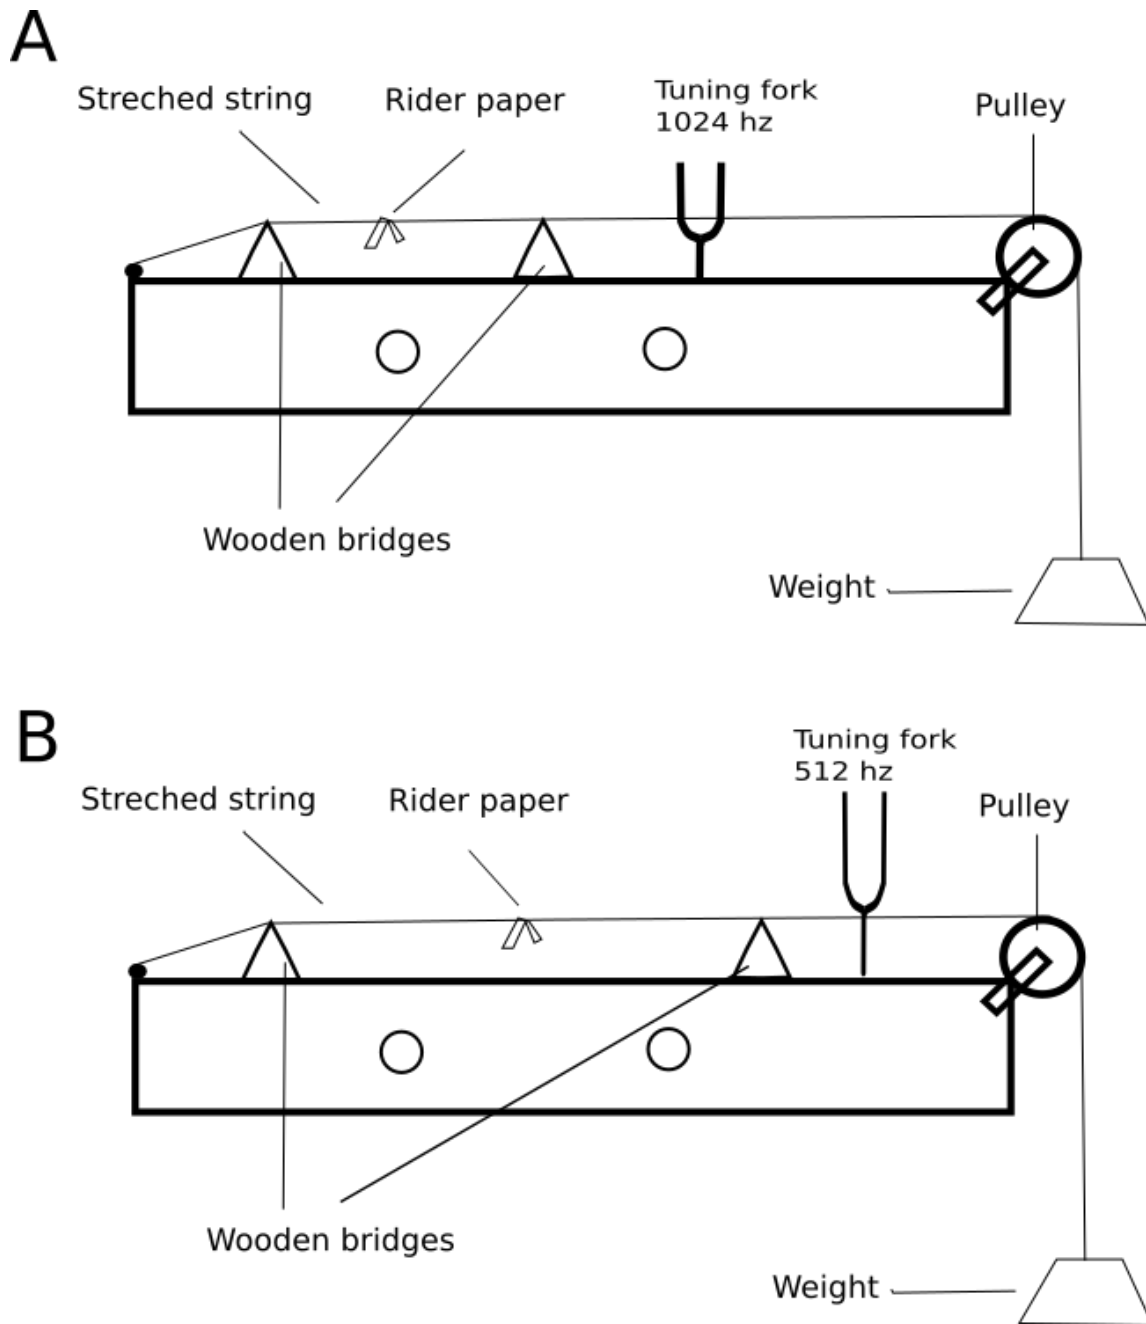 A
Streched string
Rider paper
Tuning fork
1024 hz
Pulley
Wooden bridges
Weight
B
Streched string
Rider paper
Tuning fork
512 hz
Pulley
Wooden bridges
Weight